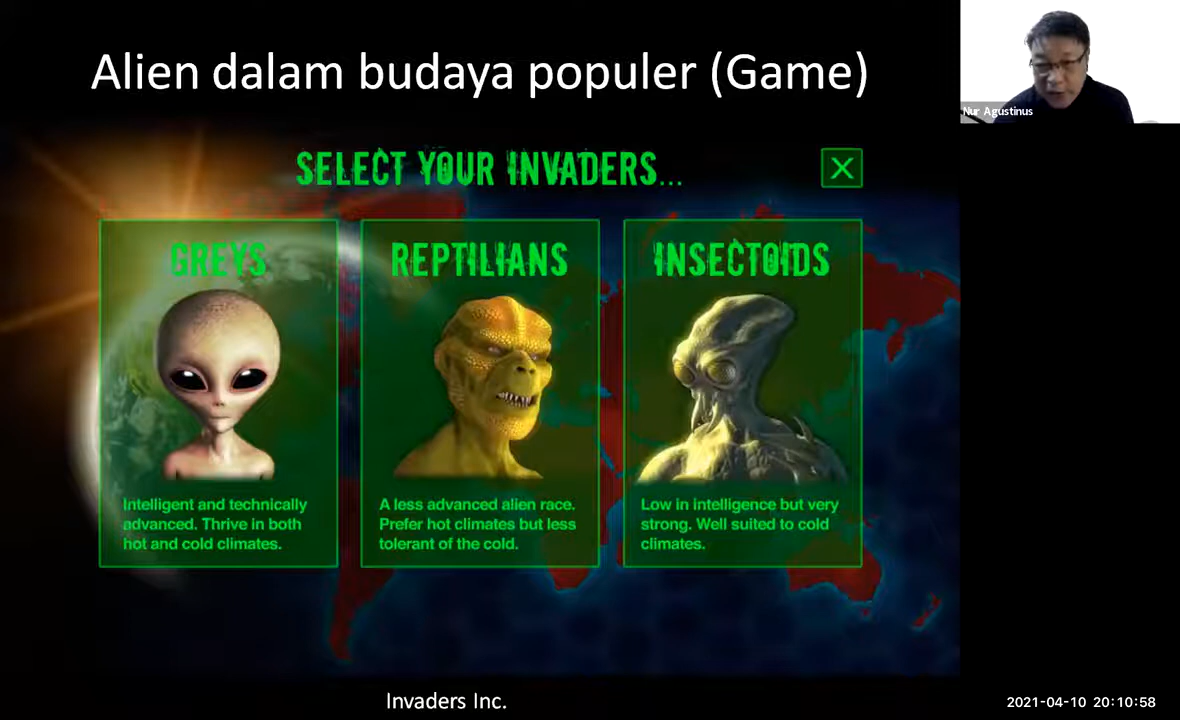 Alien dalam budaya populer (Game)
Nur Agustinus
SELECT YOUR INVADERS...
X
GREYS
Intelligent and technically
advanced. Thrive in both
hot and cold climates.
REPTILIANS
A less advanced alien race.
Prefer hot climates but less
tolerant of the cold.
INSECTOIDS
Low in intelligence but very
strong. Well suited to cold
climates.
Invaders Inc.
2021-04-10 20:10:58